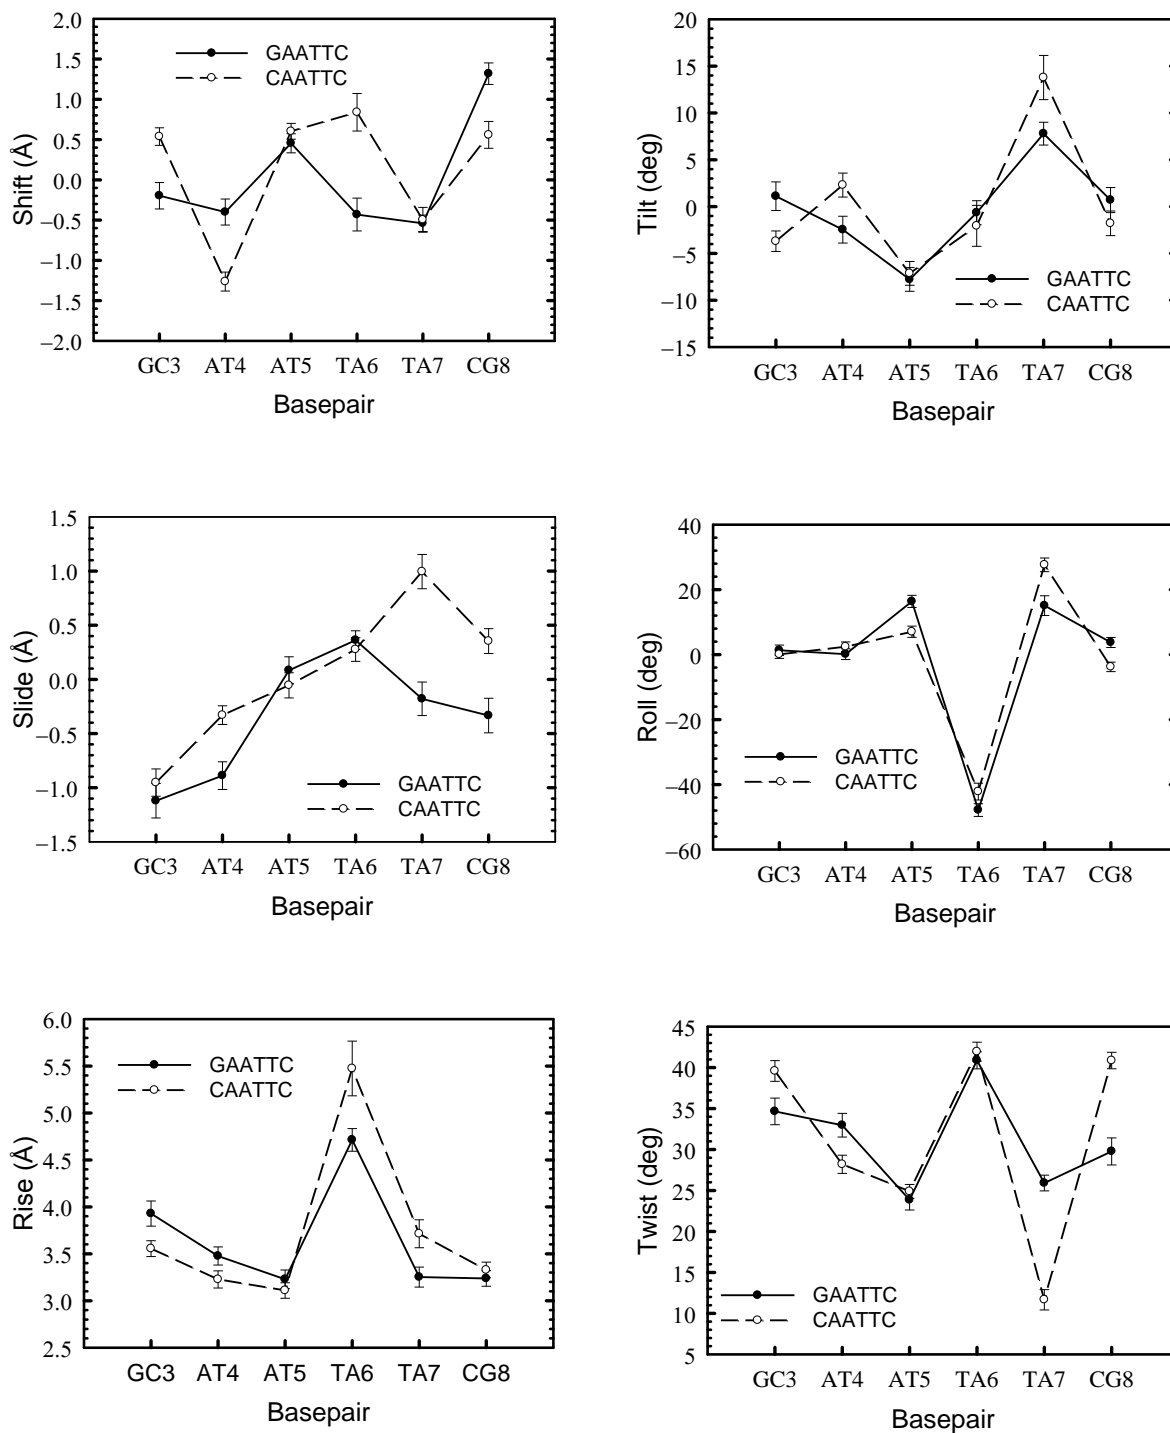 2.0
1.5
1.0
0.5
0.0
−0.5
−1.0
−1.5
−2.0
Shift (Å)
GAATTC
CAATTC
GC3 AT4 AT5 TA6 TA7 CG8
Basepair
20
15
10
5
0
−5
−10
−15
Tilt (deg)
GAATTC
CAATTC
GC3 AT4 AT5 TA6 TA7 CG8
Basepair
1.5
1.0
0.5
0.0
−0.5
−1.0
−1.5
Slide (Å)
GAATTC
CAATTC
GC3 AT4 AT5 TA6 TA7 CG8
Basepair
40
20
0
−20
−40
−60
Roll (deg)
GAATTC
CAATTC
GC3 AT4 AT5 TA6 TA7 CG8
Basepair
6.0
5.5
5.0
4.5
4.0
3.5
3.0
2.5
Rise (Å)
GAATTC
CAATTC
GC3 AT4 AT5 TA6 TA7 CG8
Basepair
45
40
35
30
25
20
15
10
5
Twist (deg)
GAATTC
CAATTC
GC3 AT4 AT5 TA6 TA7 CG8
Basepair